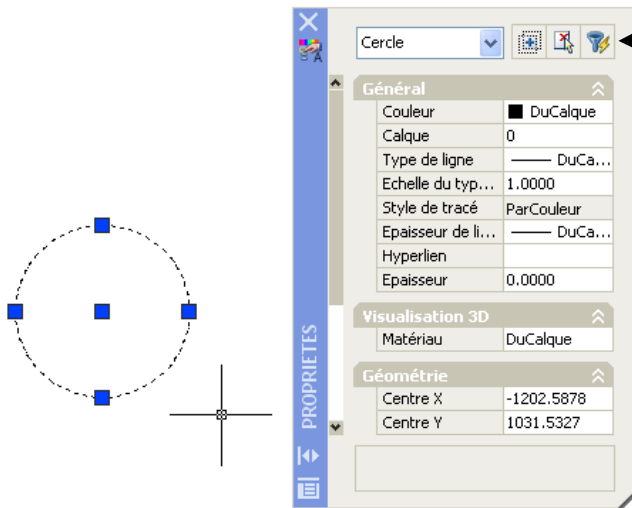 Cercle
Général
Couleur DuCalque
Calque 0
Type de ligne DuCa...
Echelle du typ... 1.0000
Style de tracé ParCouleur
Epaisseur de li... DuCa...
Hyperlien
Epaisseur 0.0000
Visualisation 3D
Matériau DuCalque
Géométrie
Centre X -1202.5878
Centre Y 1031.5327
PROPRIETES